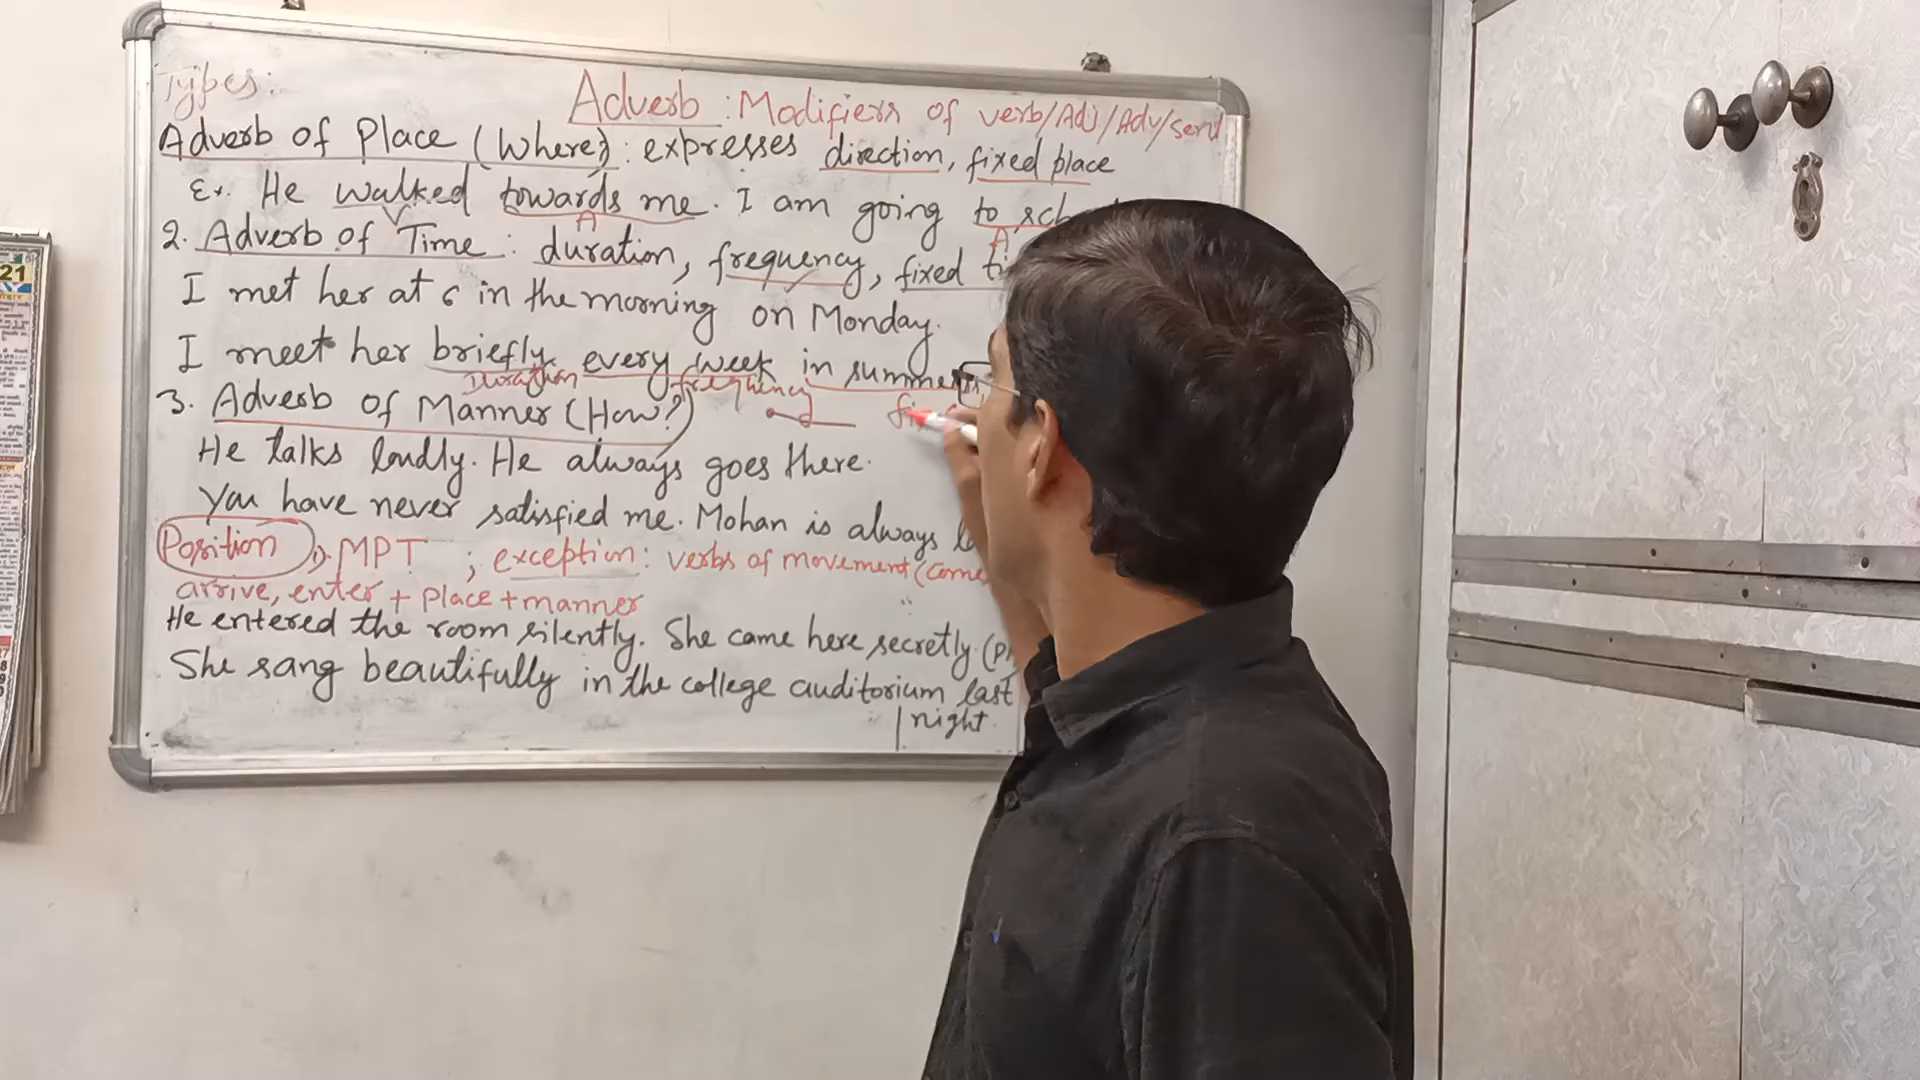 Types:
Adverb : Modifiers of verb/Adj/Adv/sent
Adverb of Place (Where?) : expresses direction, fixed place
Ex. He walked towards me. I am going to
V A A
2. Adverb of Time : duration, frequency, fixed
I met her at 6 in the morning on Monday.
I meet her briefly every week in summers
Duration frequency
3. Adverb of Manner (How?)
He talks loudly. He always goes there.
You have never satisfied me. Mohan is always
Position 1). MPT ; exception : verbs of movement (come
arrive, enter + place + manner
He entered the room silently. She came here secretly.
She sang beautifully in the college auditorium last
night.
21